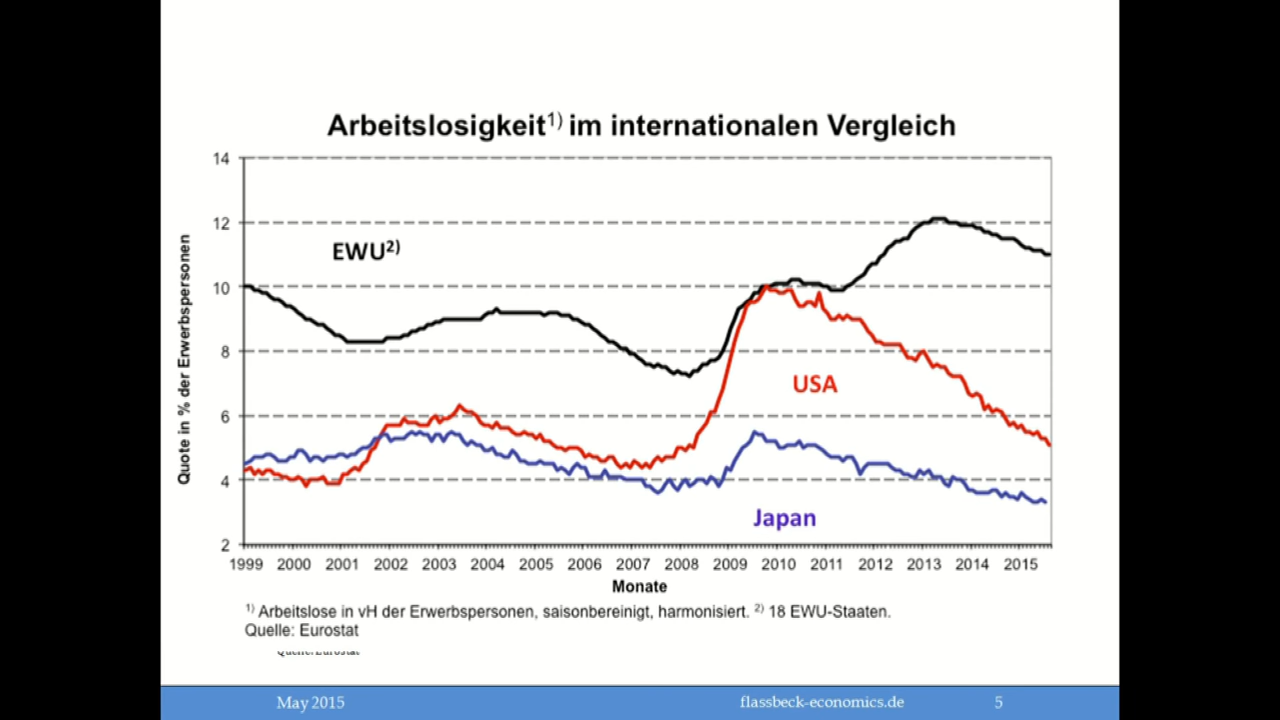 Arbeitslosigkeit1) im internationalen Vergleich
14
12
10
8
6
4
2
Quote in % der Erwerbspersonen
EWU2)
USA
Japan
1999 2000 2001 2002 2003 2004 2005 2006 2007 2008 2009 2010 2011 2012 2013 2014 2015
Monate
1) Arbeitslose in vH der Erwerbspersonen, saisonbereinigt, harmonisiert. 2) 18 EWU-Staaten.
Quelle: Eurostat
Quelle: Eurostat
May 2015 flassbeck-economics.de 5